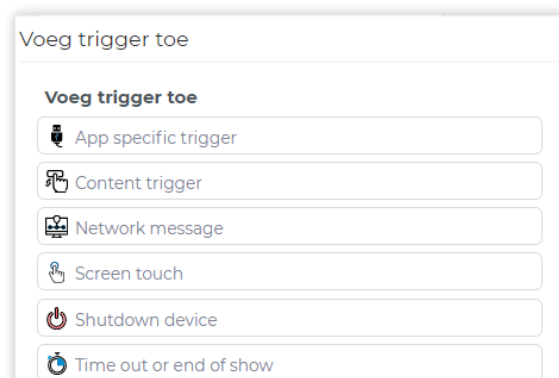 Voeg trigger toe
Voeg trigger toe
App specific trigger
Content trigger
Network message
Screen touch
Shutdown device
Time out or end of show